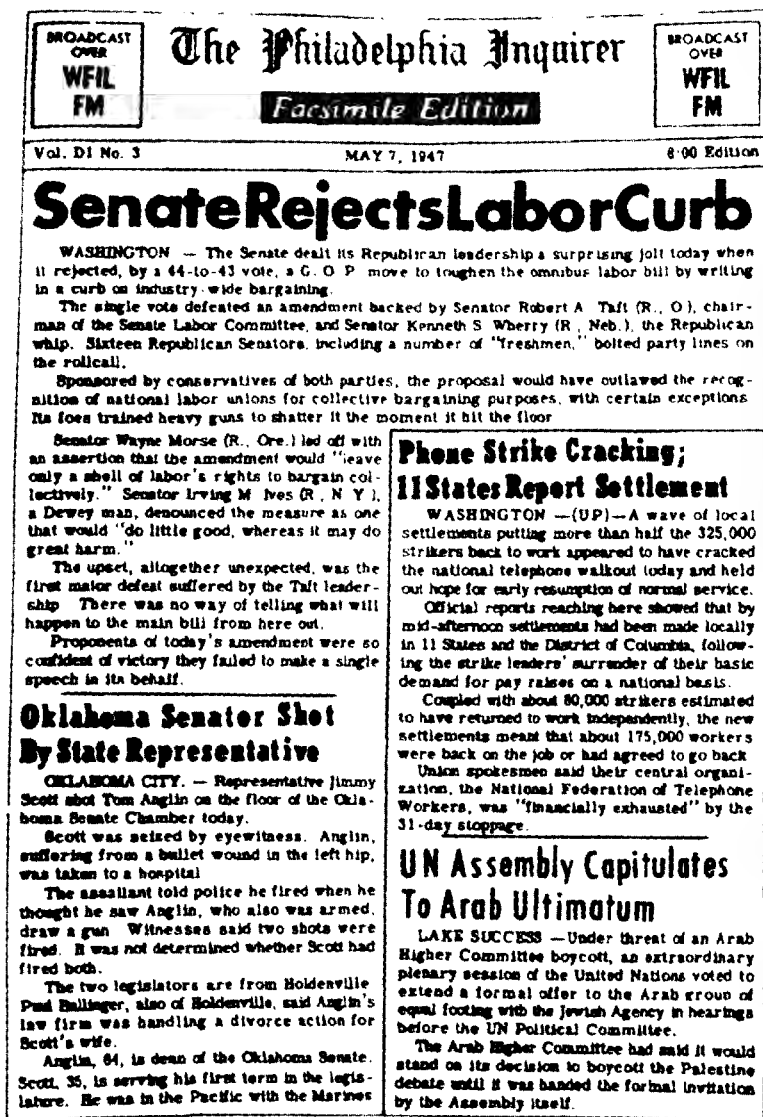 BROADCAST
OVER
WFIL
FM
The Philadelphia Inquirer
Facsimile Edition
BROADCAST
OVER
WFIL
FM
Vol. D1 No. 3
MAY 7, 1947
6:00 Edition
Senate Rejects Labor Curb
WASHINGTON — The Senate dealt its Republican leadership a surprising jolt today when
it rejected, by a 44-to-43 vote, a G. O. P. move to toughen the omnibus labor bill by writing
in a curb on industry-wide bargaining.
The single vote defeated an amendment backed by Senator Robert A. Taft (R., O.), chair-
man of the Senate Labor Committee, and Senator Kenneth S. Wherry (R., Neb.), the Republican
whip. Sixteen Republican Senators, including a number of "freshmen," bolted party lines on
the rollcall.
Sponsored by conservatives of both parties, the proposal would have outlawed the recog-
nition of national labor unions for collective bargaining purposes, with certain exceptions
Its foes trained heavy guns to shatter it the moment it hit the floor
Senator Wayne Morse (R., Ore.) led off with
an assertion that the amendment would "leave
only a shell of labor's rights to bargain col-
lectively." Senator Irving M. Ives (R., N. Y.),
a Dewey man, denounced the measure as one
that would "do little good, whereas it may do
great harm."
The upset, altogether unexpected, was the
first major defeat suffered by the Taft leader-
ship There was no way of telling what will
happen to the main bill from here out.
Proponents of today's amendment were so
confident of victory they failed to make a single
speech in its behalf.
Oklahoma Senator Shot
By State Representative
OKLAHOMA CITY. — Representative Jimmy
Scott shot Tom Anglin on the floor of the Okla-
homa Senate Chamber today.
Scott was seized by eyewitness. Anglin,
suffering from a bullet wound in the left hip,
was taken to a hospital
The assailant told police he fired when he
thought he saw Anglin, who also was armed,
draw a gun Witnesses said two shots were
fired. It was not determined whether Scott had
fired both.
The two legislators are from Holdenville
Paul Ballinger, also of Holdenville, said Anglin's
law firm was handling a divorce action for
Scott's wife.
Anglin, 64, is dean of the Oklahoma Senate.
Scott, 35, is serving his first term in the legis-
lature. He was in the Pacific with the Marines
Phone Strike Cracking;
11 States Report Settlement
WASHINGTON —(UP)—A wave of local
settlements putting more than half the 325,000
strikers back to work appeared to have cracked
the national telephone walkout today and held
out hope for early resumption of normal service.
Official reports reaching here showed that by
mid-afternoon settlements had been made locally
in 11 States and the District of Columbia, follow-
ing the strike leaders' surrender of their basic
demand for pay raises on a national basis.
Coupled with about 80,000 strikers estimated
to have returned to work independently, the new
settlements meant that about 175,000 workers
were back on the job or had agreed to go back
Union spokesmen said their central organi-
zation, the National Federation of Telephone
Workers, was "financially exhausted" by the
31-day stoppage.
UN Assembly Capitulates
To Arab Ultimatum
LAKE SUCCESS —Under threat of an Arab
Higher Committee boycott, an extraordinary
plenary session of the United Nations voted to
extend a formal offer to the Arab group of
equal footing with the Jewish Agency in hearings
before the UN Political Committee.
The Arab Higher Committee had said it would
stand on its decision to boycott the Palestine
debate until it was handed the formal invitation
by the Assembly itself.